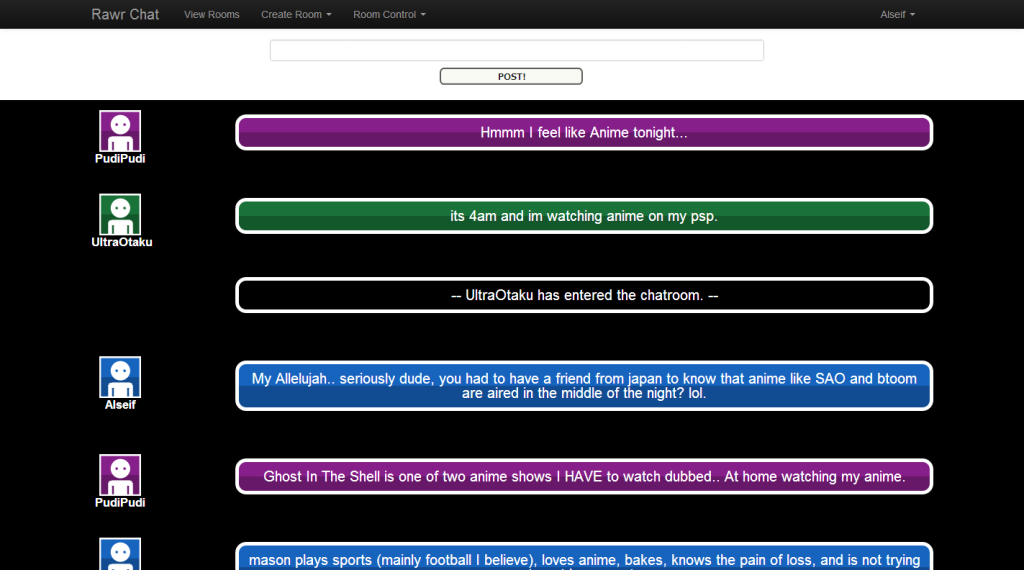 Rawr Chat View Rooms Create Room Room Control Alseif
POST!
Hmmm I feel like Anime tonight...
PudiPudi
its 4am and im watching anime on my psp.
UltraOtaku
-- UltraOtaku has entered the chatroom. --
My Allelujah.. seriously dude, you had to have a friend from japan to know that anime like SAO and btoom
are aired in the middle of the night? lol.
Alseif
Ghost In The Shell is one of two anime shows I HAVE to watch dubbed.. At home watching my anime.
PudiPudi
mason plays sports (mainly football I believe), loves anime, bakes, knows the pain of loss, and is not trying